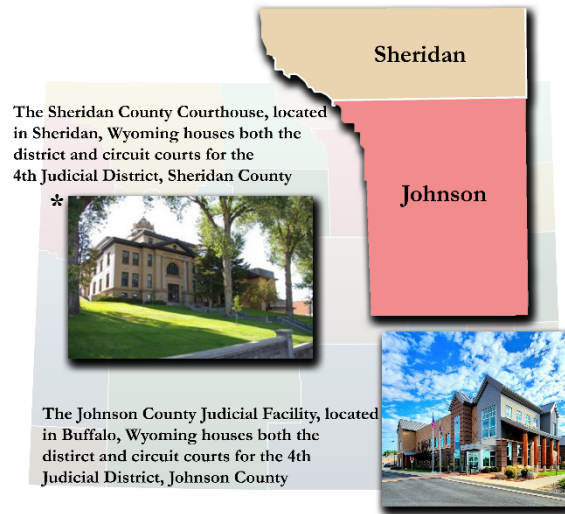 Sheridan
The Sheridan County Courthouse, located
in Sheridan, Wyoming houses both the
district and circuit courts for the
4th Judicial District, Sheridan County
Johnson
*
The Johnson County Judicial Facility, located
in Buffalo, Wyoming houses both the
distirct and circuit courts for the 4th
Judicial District, Johnson County